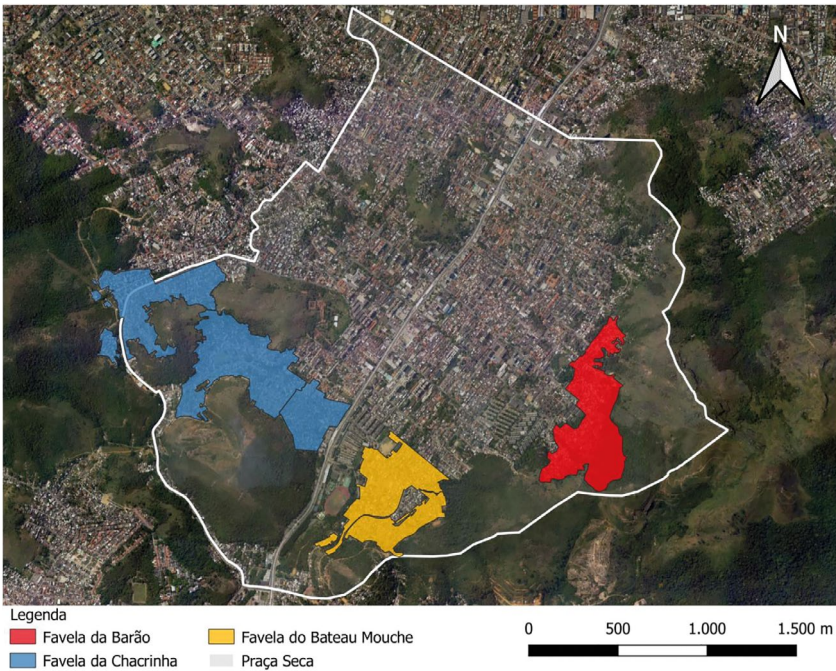 N
Legenda
Favela da Barão
Favela do Bateau Mouche
Favela da Chacrinha
Praça Seca
0 500 1.000 1.500 m